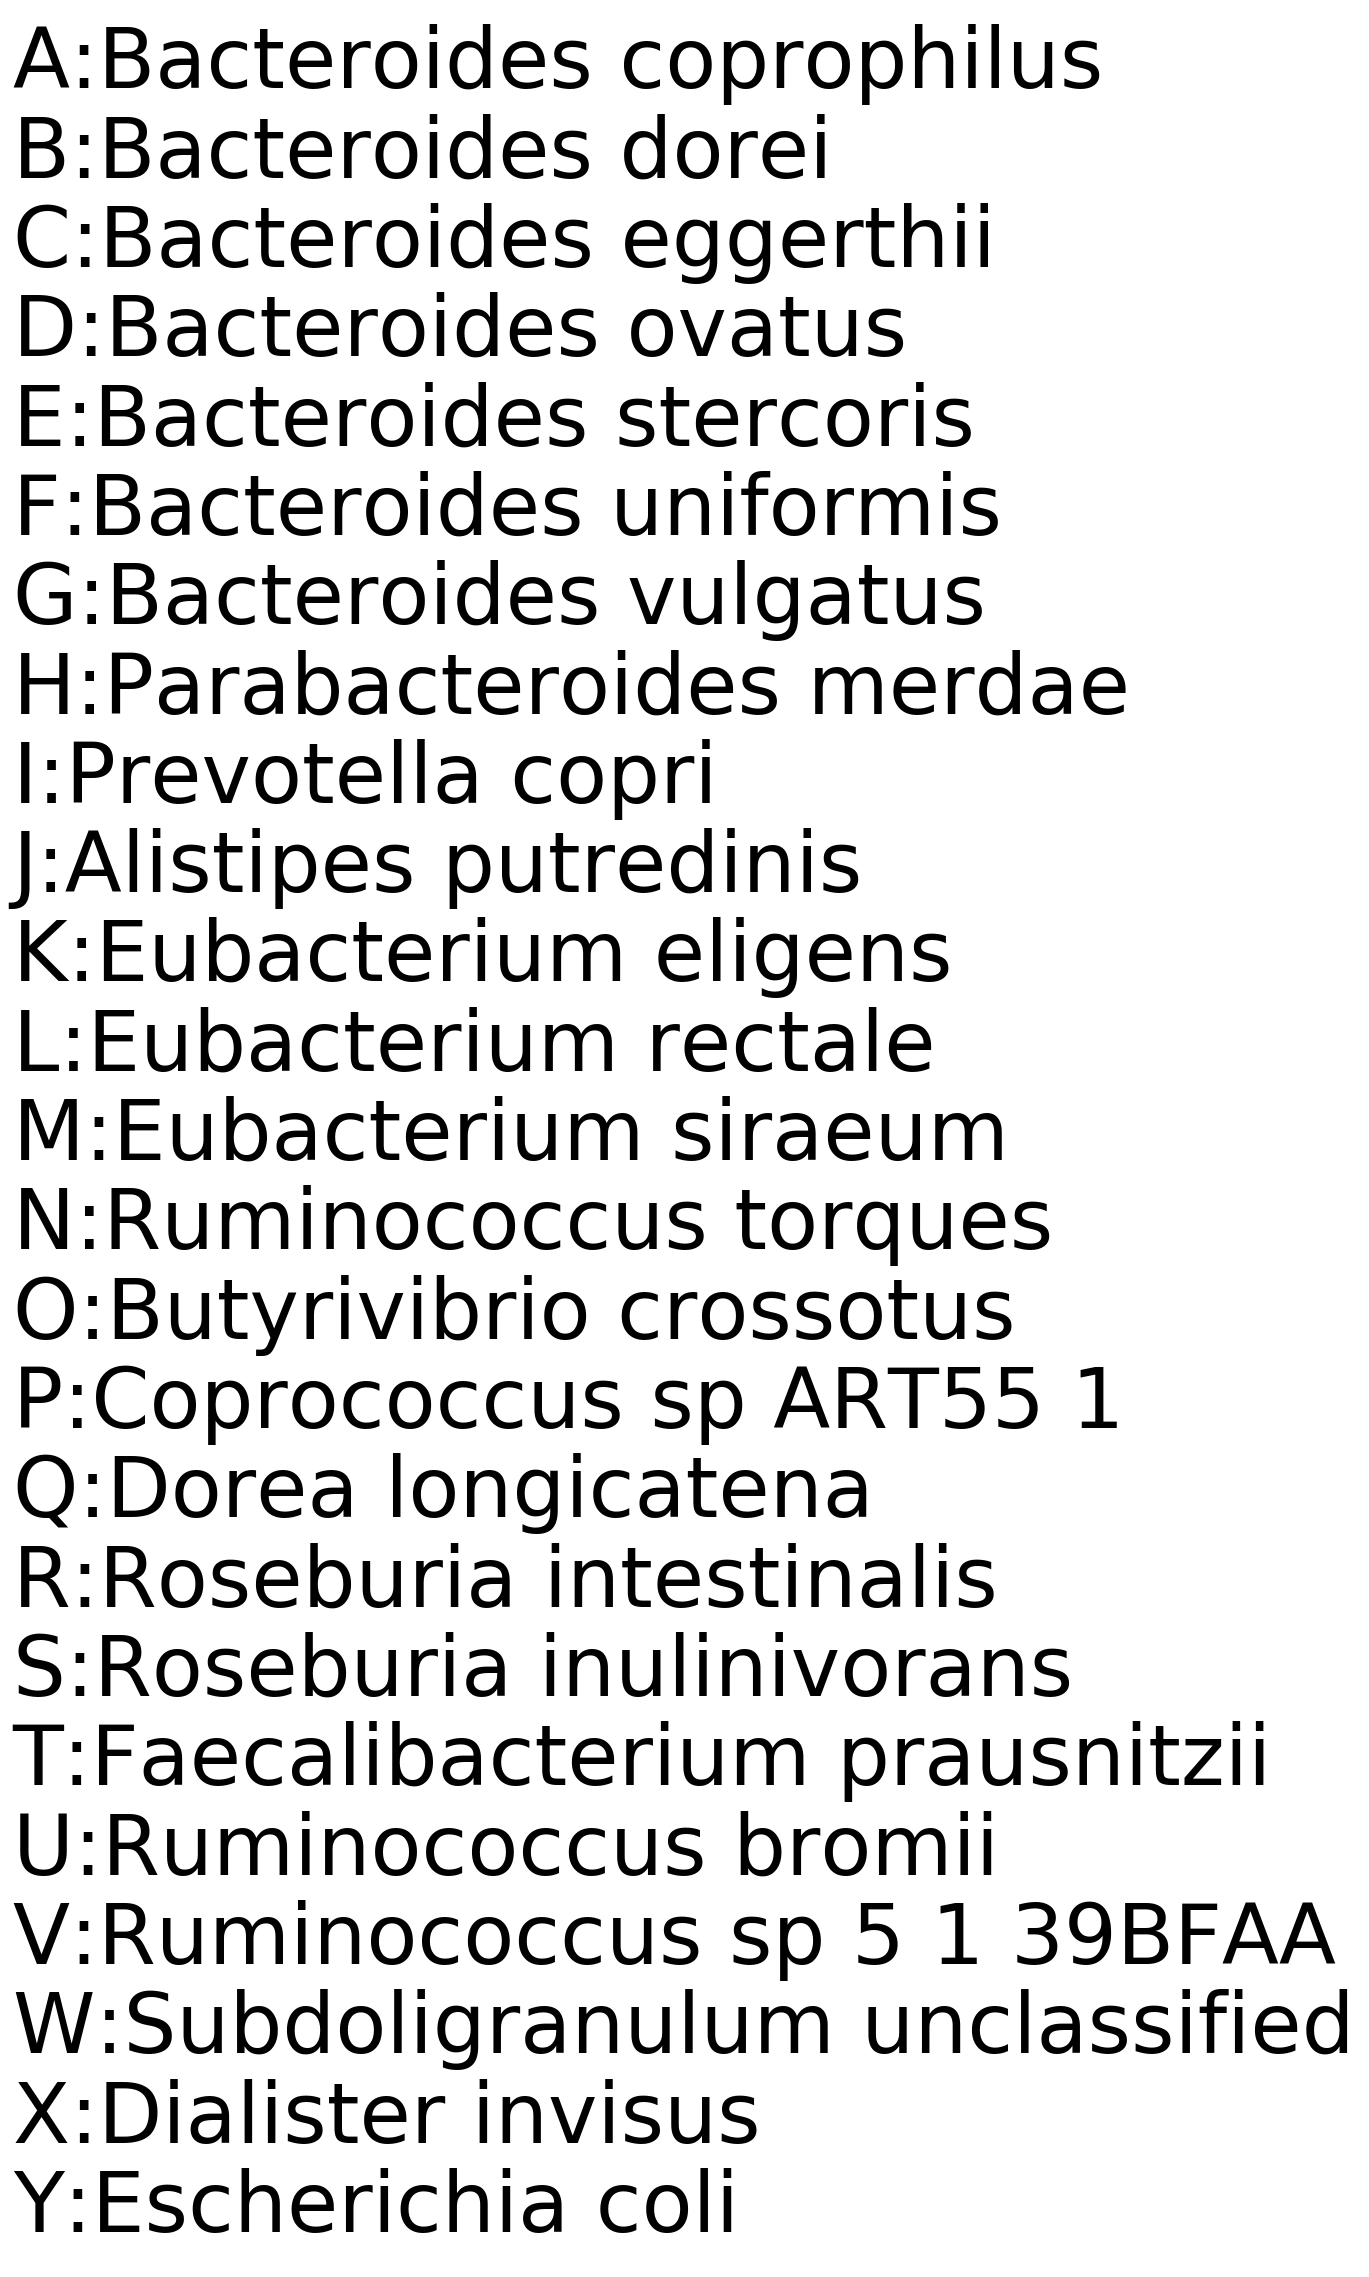 A:Bacteroides coprophilus
B:Bacteroides dorei
C:Bacteroides eggerthii
D:Bacteroides ovatus
E:Bacteroides stercoris
F:Bacteroides uniformis
G:Bacteroides vulgatus
H:Parabacteroides merdae
I:Prevotella copri
J:Alistipes putredinis
K:Eubacterium eligens
L:Eubacterium rectale
M:Eubacterium siraeum
N:Ruminococcus torques
O:Butyrivibrio crossotus
P:Coprococcus sp ART55 1
Q:Dorea longicatena
R:Roseburia intestinalis
S:Roseburia inulinivorans
T:Faecalibacterium prausnitzii
U:Ruminococcus bromii
V:Ruminococcus sp 5 1 39BFAA
W:Subdoligranulum unclassified
X:Dialister invisus
Y:Escherichia coli